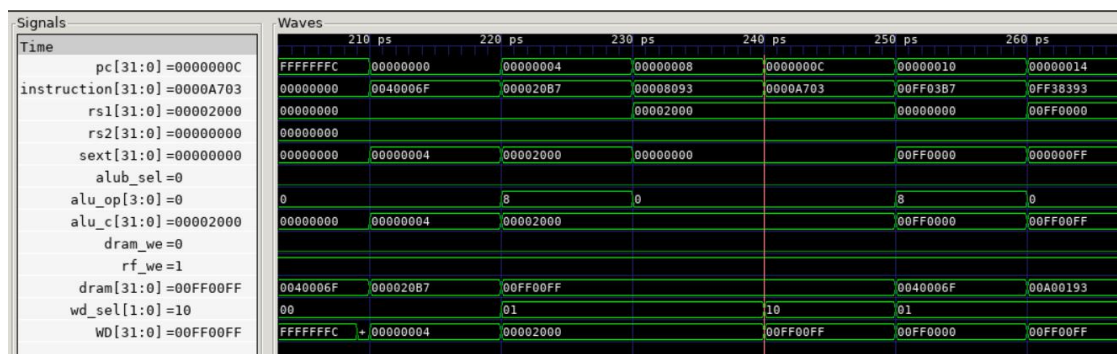 Signals
Waves
Time
210 ps 220 ps 230 ps 240 ps 250 ps 260 ps
pc[31:0] =0000000C FFFFFFFC 00000000 00000004 00000008 0000000C 00000010 00000014
instruction[31:0] =0000A703 00000000 0040006F 000020B7 00008093 0000A703 00FF03B7 0FF38393
rs1[31:0] =00002000 00000000 00002000 00000000 00FF0000
rs2[31:0] =00000000 00000000
sext[31:0] =00000000 00000000 00000004 00002000 00000000 00FF0000 000000FF
alub_sel =0
alu_op[3:0] =0 0 8 0 8 0
alu_c[31:0] =00002000 00000000 00000004 00002000 00FF0000 00FF00FF
dram_we =0
rf_we =1
dram[31:0] =00FF00FF 0040006F 000020B7 00FF00FF 0040006F 00A00193
wd_sel[1:0] =10 00 01 10 01
WD[31:0] =00FF00FF FFFFFFFC + 00000004 00002000 00FF00FF 00FF0000 00FF00FF